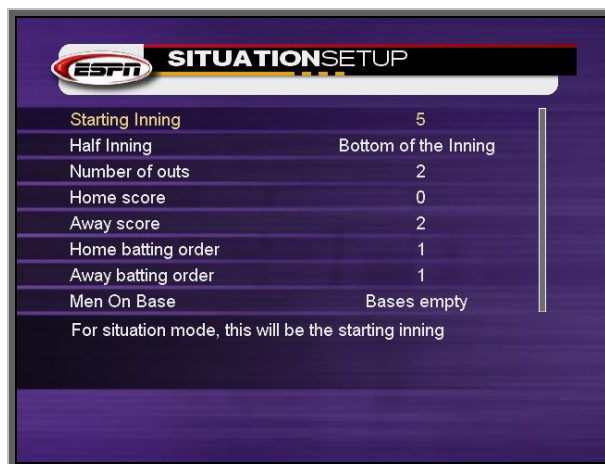 ESPN
SITUATIONSETUP
Starting Inning 5
Half Inning Bottom of the Inning
Number of outs 2
Home score 0
Away score 2
Home batting order 1
Away batting order 1
Men On Base Bases empty
For situation mode, this will be the starting inning